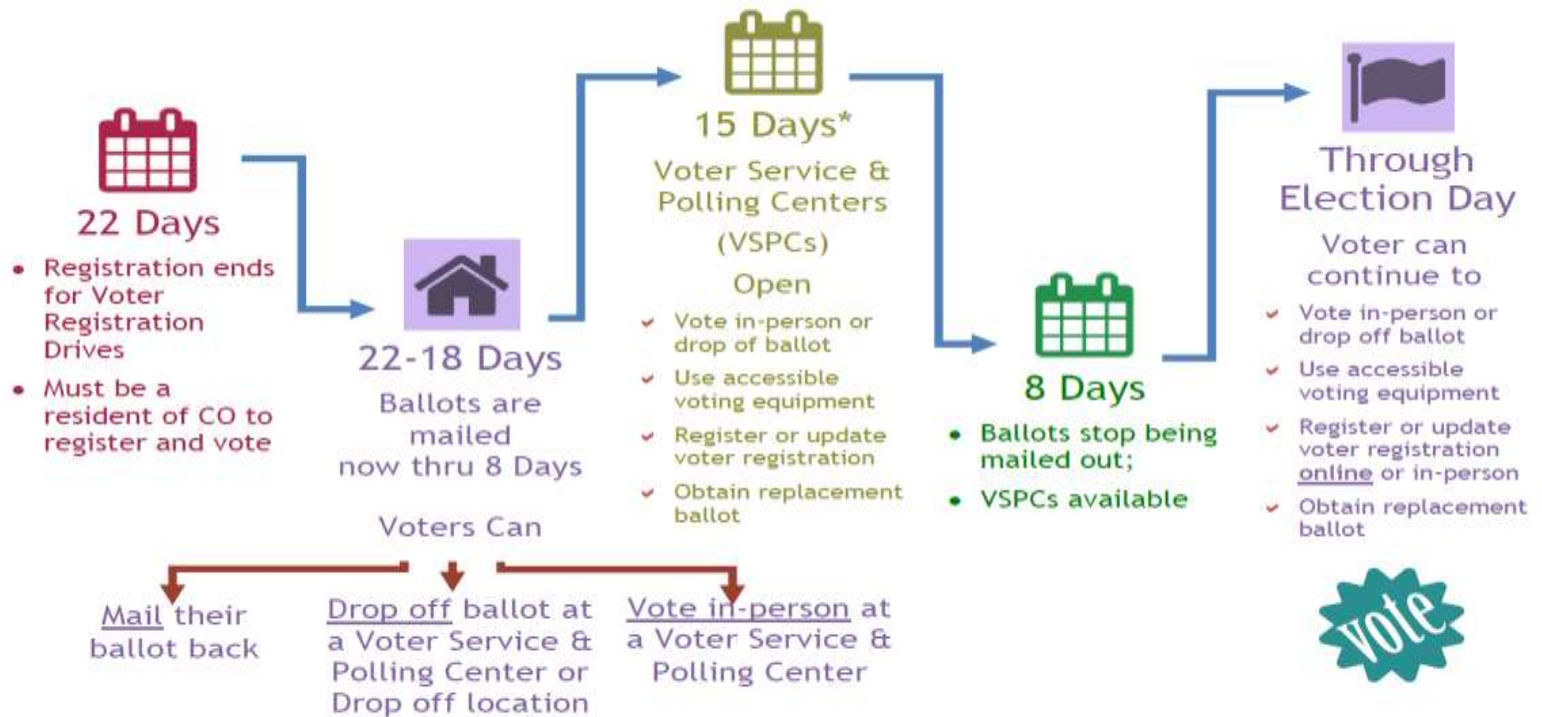 22 Days
• Registration ends
for Voter
Registration
Drives
• Must be a
resident of CO to
register and vote
22-18 Days
Ballots are
mailed
now thru 8 Days
Voters Can
Mail their
ballot back
Drop off ballot at
a Voter Service &
Polling Center or
Drop off location
Vote in-person at
a Voter Service &
Polling Center
15 Days*
Voter Service &
Polling Centers
(VSPCs)
Open
Vote in-person or
drop of ballot
Use accessible
voting equipment
Register or update
voter registration
Obtain replacement
ballot
8 Days
• Ballots stop being
mailed out;
• VSPCs available
Through
Election Day
Voter can
continue to
Vote in-person or
drop off ballot
Use accessible
voting equipment
Register or update
voter registration
online or in-person
Obtain replacement
ballot
vote